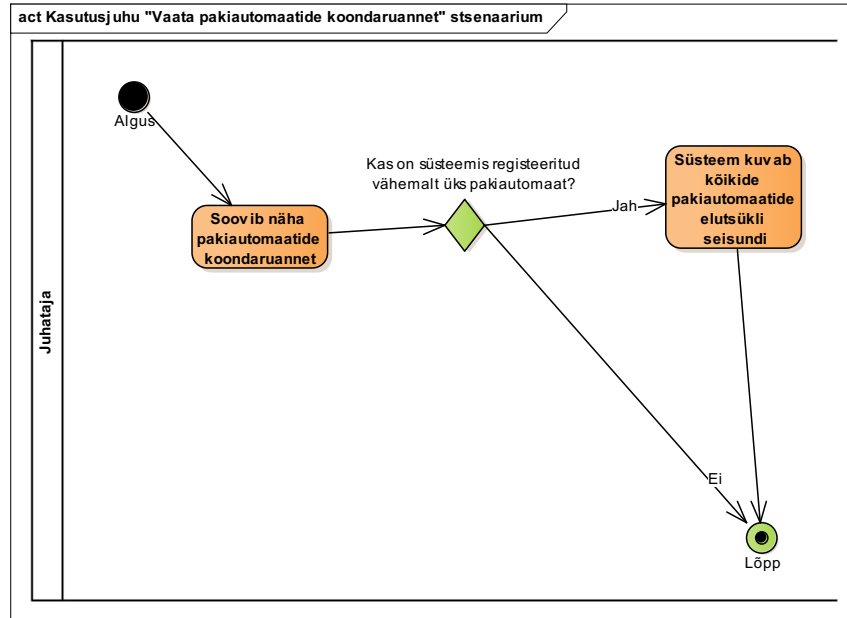 act Kasutusjuhu "Vaata pakiautomaatide koondaruannet" stsenaarium
Algus
Kas on süsteemis registeeritud
vähemalt üks pakiautomaat?
Soovib näha
pakiautomaatide
koondaruannet
Jah
Süsteem kuvab
kõikide
pakiautomaatide
elutsükli
seisundi
Juhataja
Ei
Lõpp